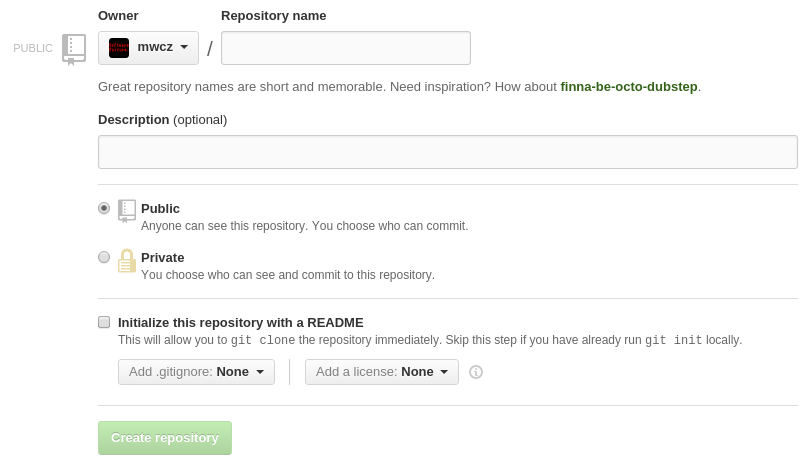 Owner Repository name
PUBLIC mwcz /
Great repository names are short and memorable. Need inspiration? How about finna-be-octo-dubstep.
Description (optional)
Public
Anyone can see this repository. You choose who can commit.
Private
You choose who can see and commit to this repository.
Initialize this repository with a README
This will allow you to git clone the repository immediately. Skip this step if you have already run git init locally.
Add .gitignore: None Add a license: None
Create repository